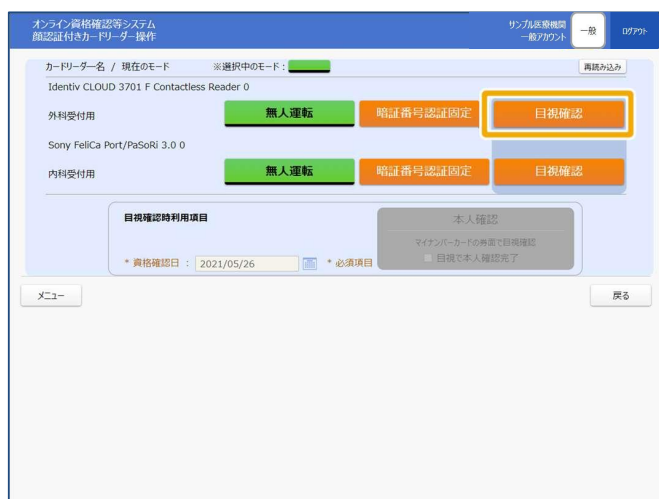 オンライン資格確認等システム
顔認証付きカードリーダー操作
サンプル医療機関
一般アカウント
一般
ログアウト
カードリーダー名 / 現在のモード ※選択中のモード：
再読み込み
Identiv CLOUD 3701 F Contactless Reader 0
外科受付用 無人運転 暗証番号認証固定 目視確認
Sony FeliCa Port/PaSoRi 3.0 0
内科受付用 無人運転 暗証番号認証固定 目視確認
目視確認時利用項目
本人確認
マイナンバーカードの券面で目視確認
目視で本人確認完了
* 資格確認日 ： 2021/05/26 * 必須項目
メニュー 戻る